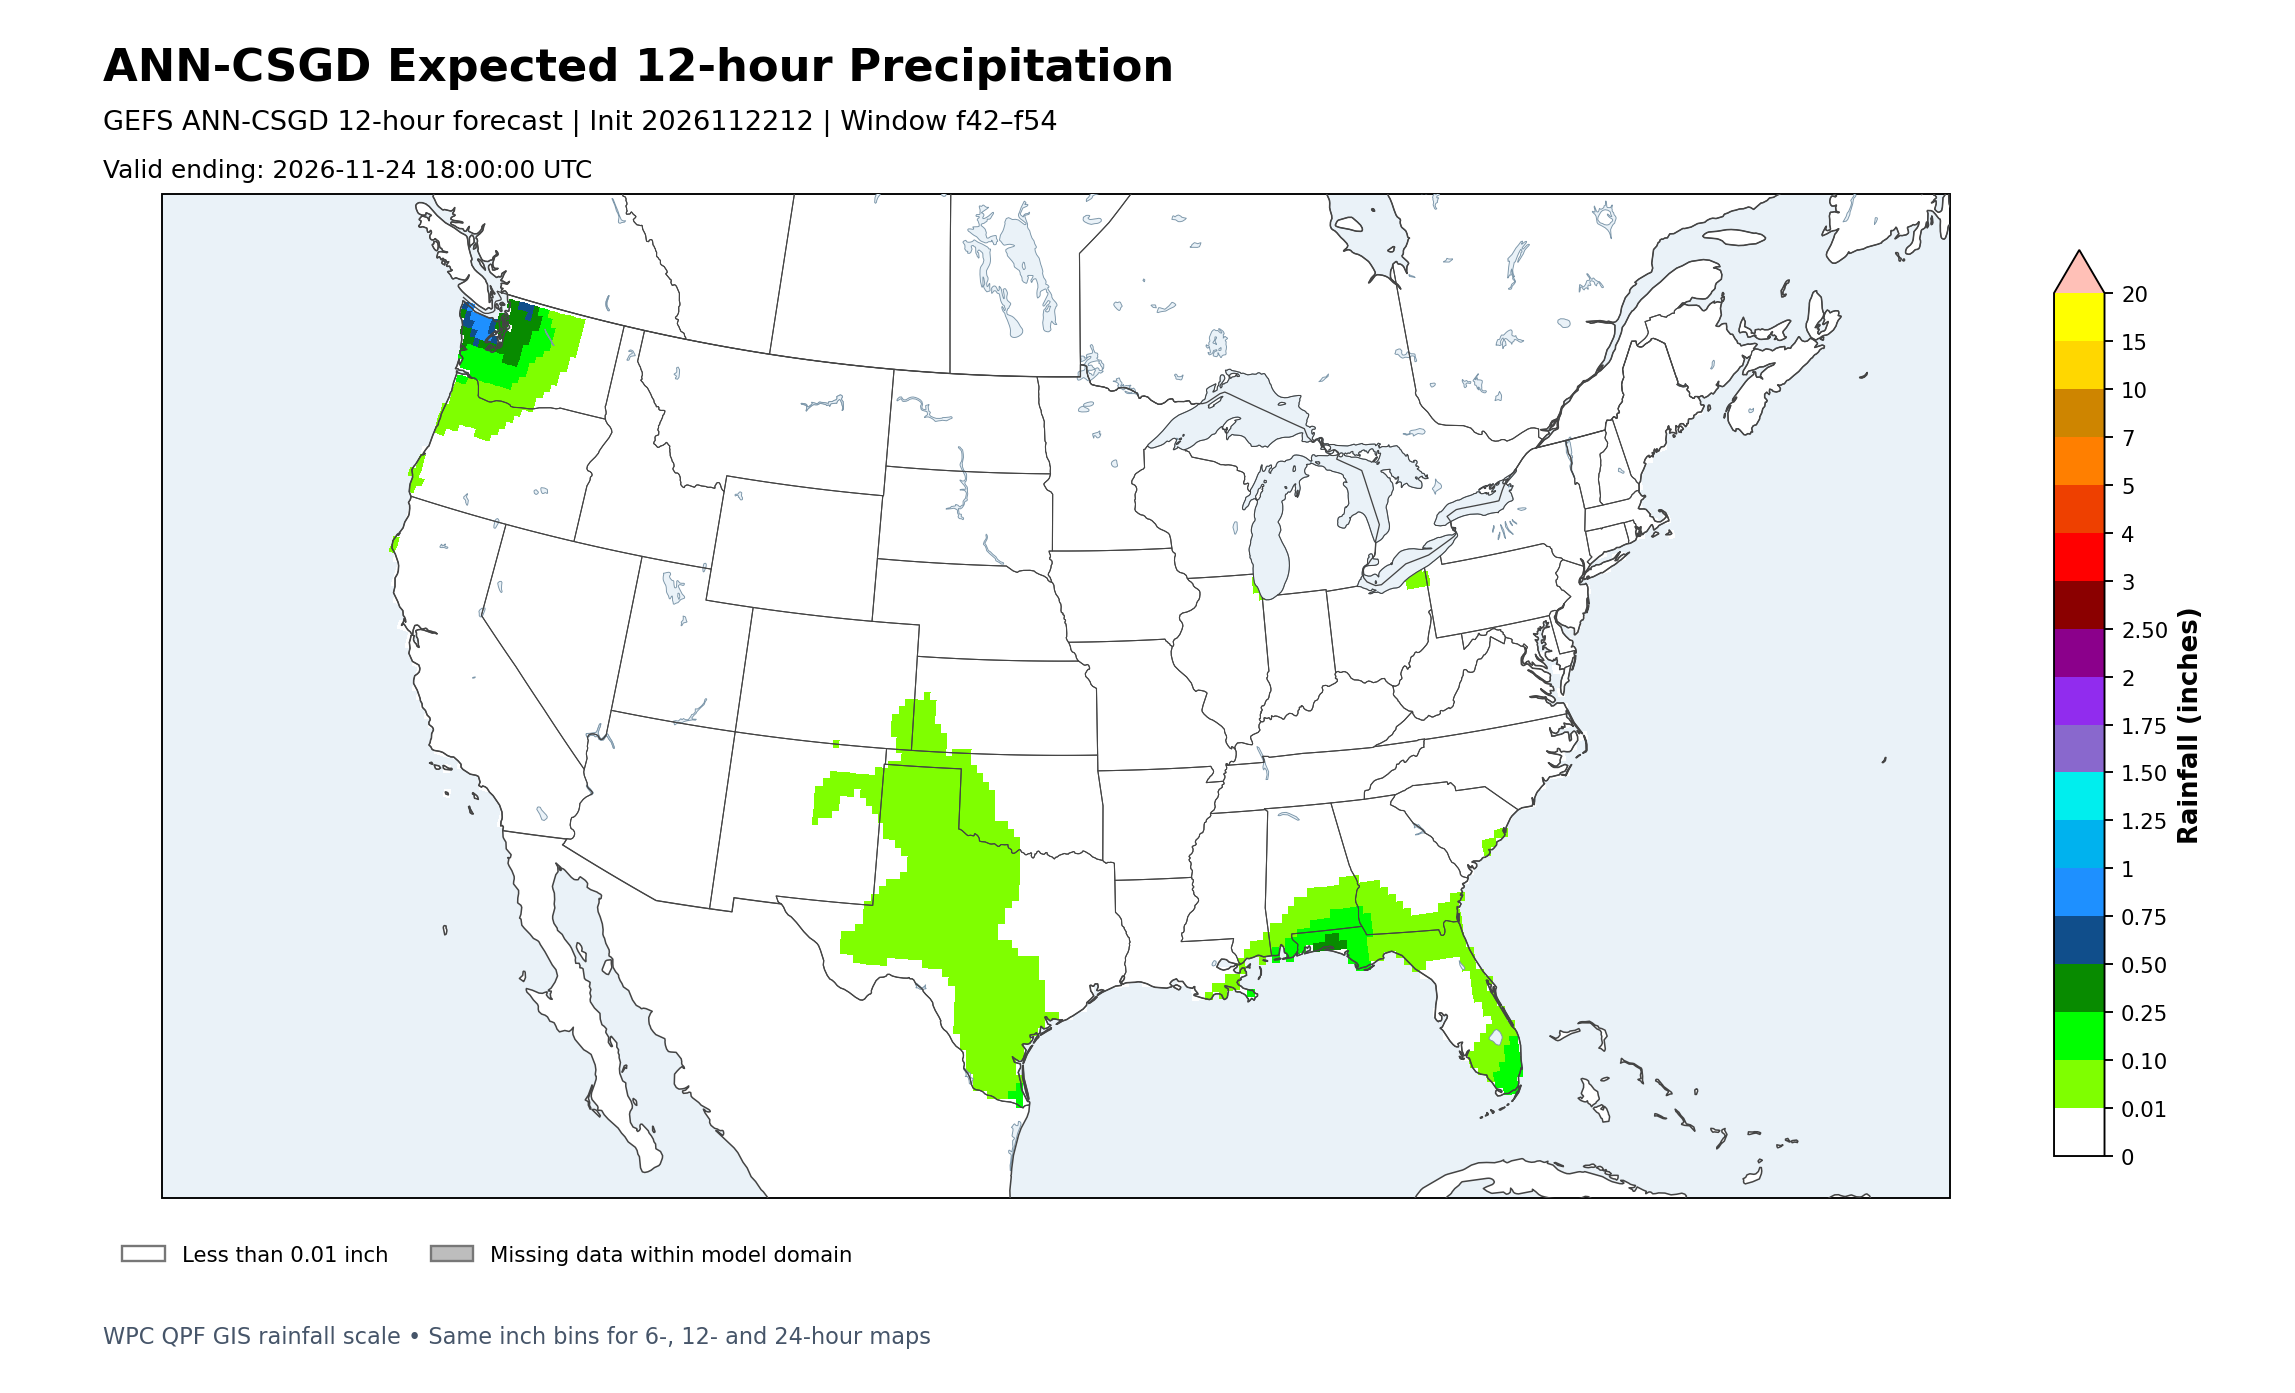 ANN-CSGD Expected 12-hour Precipitation
GEFS ANN-CSGD 12-hour forecast | Init 2026112212 | Window f42–f54
Valid ending: 2026-11-24 18:00:00 UTC
20
15
10
7
5
4
3
2.50
2
1.75
1.50
1.25
1
0.75
0.50
0.25
0.10
0.01
0
Rainfall (inches)
Less than 0.01 inch
Missing data within model domain
WPC QPF GIS rainfall scale • Same inch bins for 6-, 12- and 24-hour maps